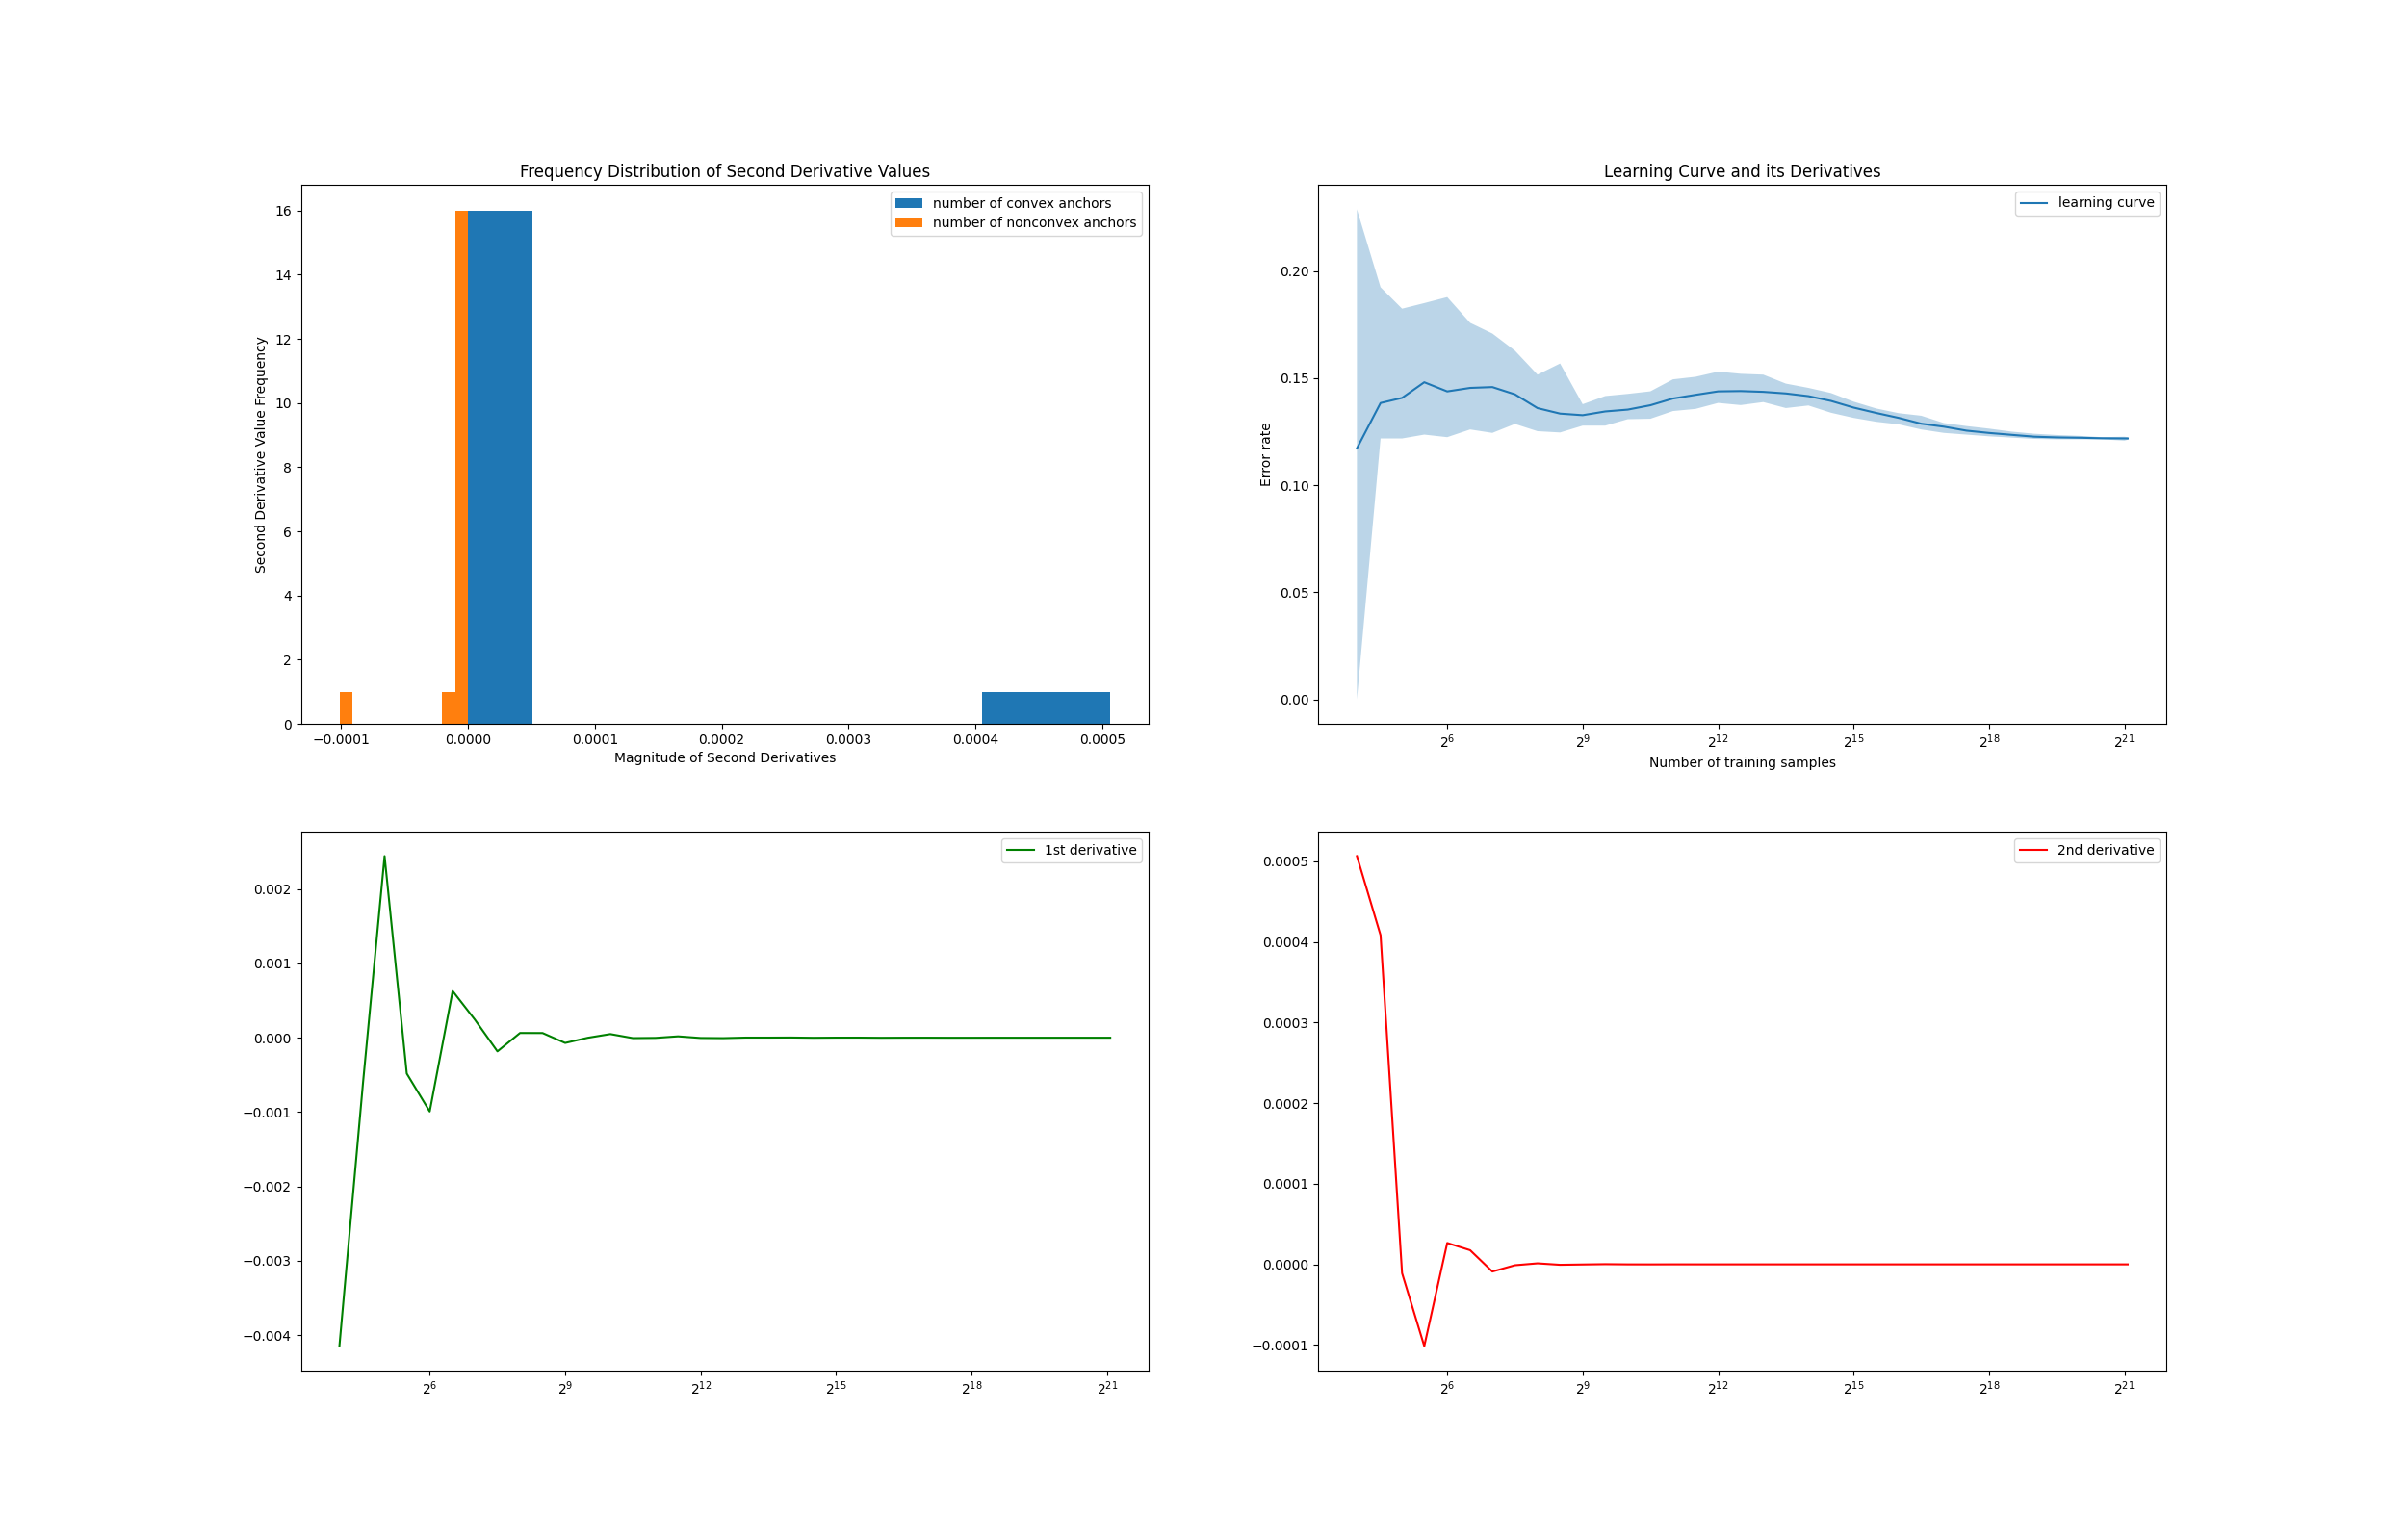 Frequency Distribution of Second Derivative Values
number of convex anchors
number of nonconvex anchors
16
14
12
10
8
6
4
2
0
Second Derivative Value Frequency
−0.0001 0.0000 0.0001 0.0002 0.0003 0.0004 0.0005
Magnitude of Second Derivatives
Learning Curve and its Derivatives
learning curve
0.20
0.15
0.10
0.05
0.00
Error rate
2^6 2^9 2^12 2^15 2^18 2^21
Number of training samples
1st derivative
0.002
0.001
0.000
−0.001
−0.002
−0.003
−0.004
2^6 2^9 2^12 2^15 2^18 2^21
2nd derivative
0.0005
0.0004
0.0003
0.0002
0.0001
0.0000
−0.0001
2^6 2^9 2^12 2^15 2^18 2^21